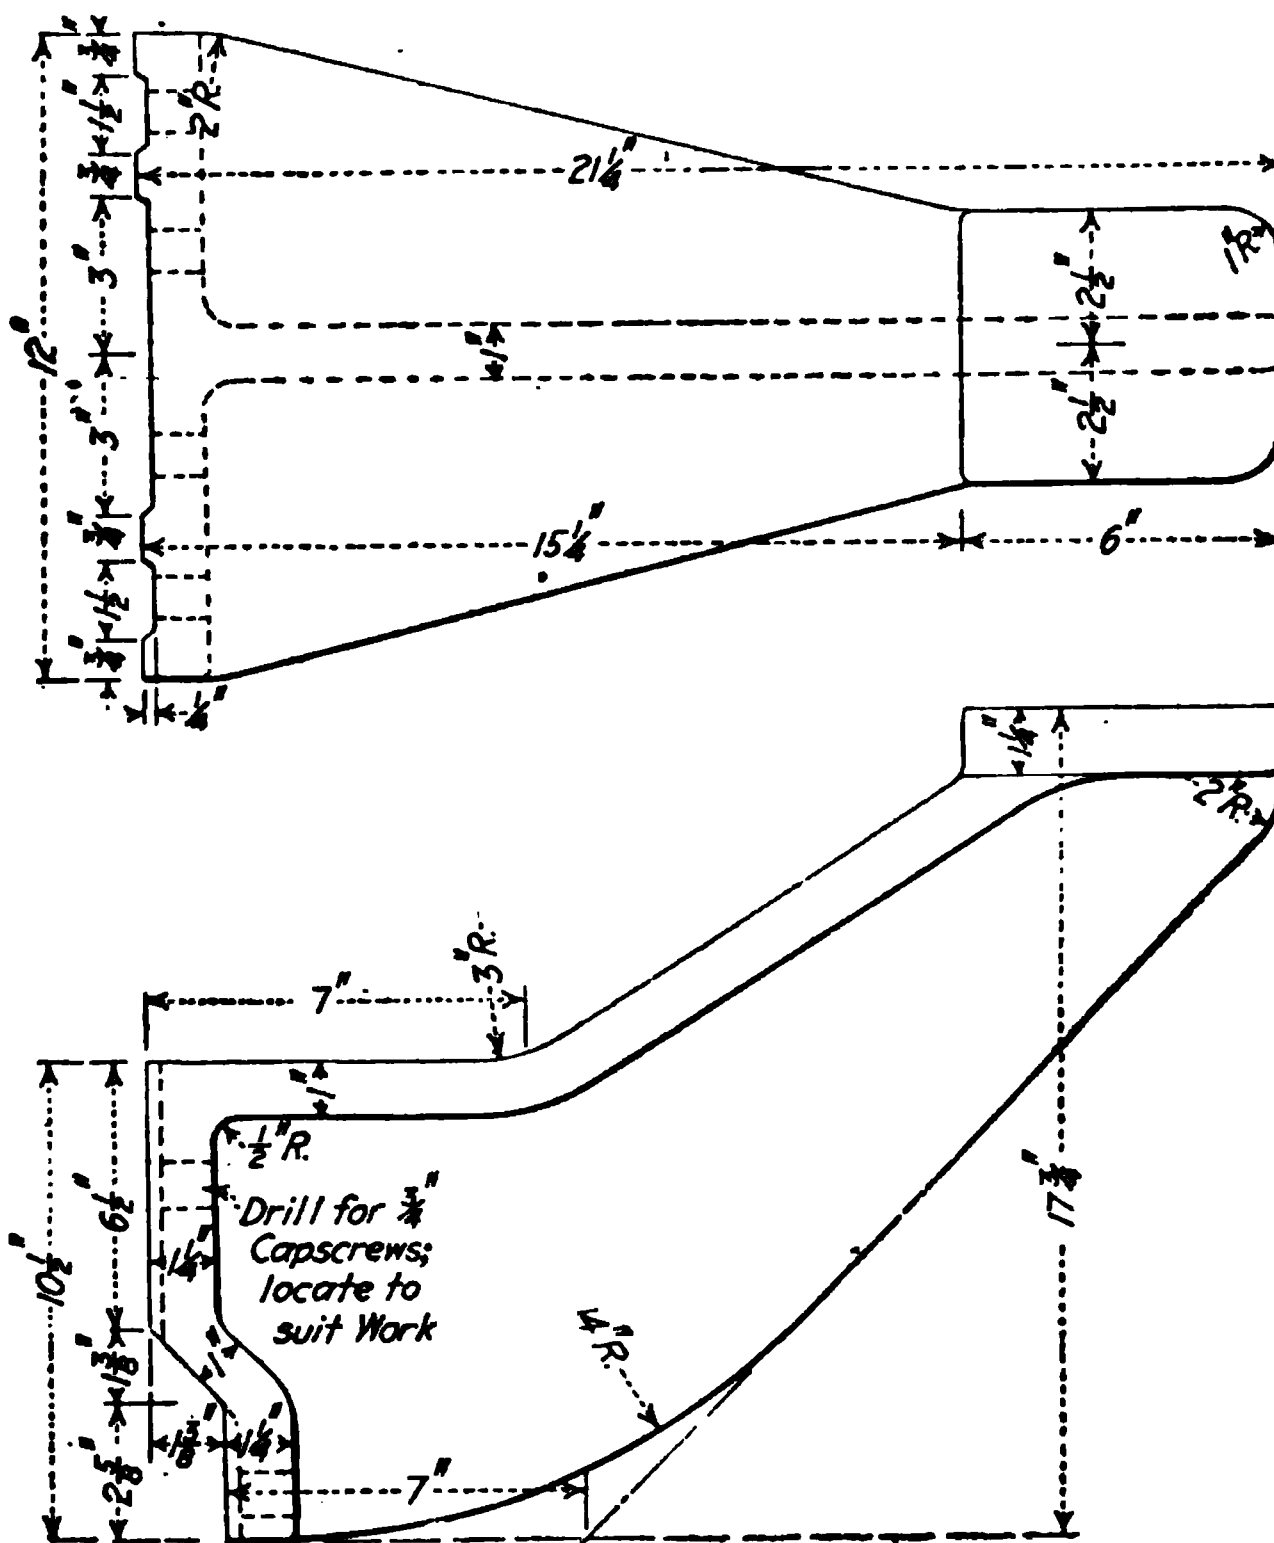 3/4"
1 1/2"
3/4"
3"
12"
3"
3/4"
1 1/2"
3/4"
1/4"
2"R.
21 1/4"
1"R
2 1/2"
2 1/2"
1"
15 1/4"
6"
1 1/4"
2"R.
3"R.
7"
1"
1/2"R.
6 1/2"
10 1/2"
Drill for 3/4"
Capscrews;
locate to
suit Work
1 1/4"
17 3/4"
1 3/8"
1"
1 3/8"
1 1/4"
2 5/8"
7"
14"R.